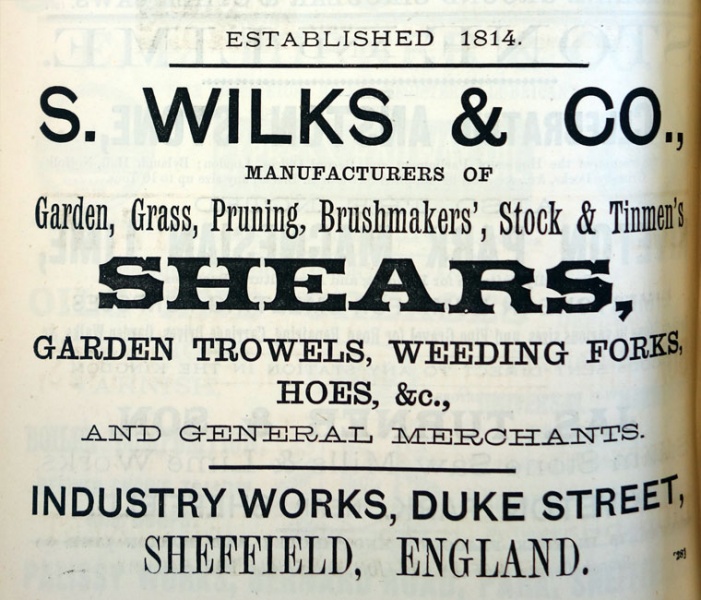 ESTABLISHED 1814.
S. WILKS & CO.,
MANUFACTURERS OF
Garden, Grass, Pruning, Brushmakers', Stock & Tinmen's
SHEARS,
GARDEN TROWELS, WEEDING FORKS,
HOES, &c.,
AND GENERAL MERCHANTS.
INDUSTRY WORKS, DUKE STREET,
SHEFFIELD, ENGLAND.